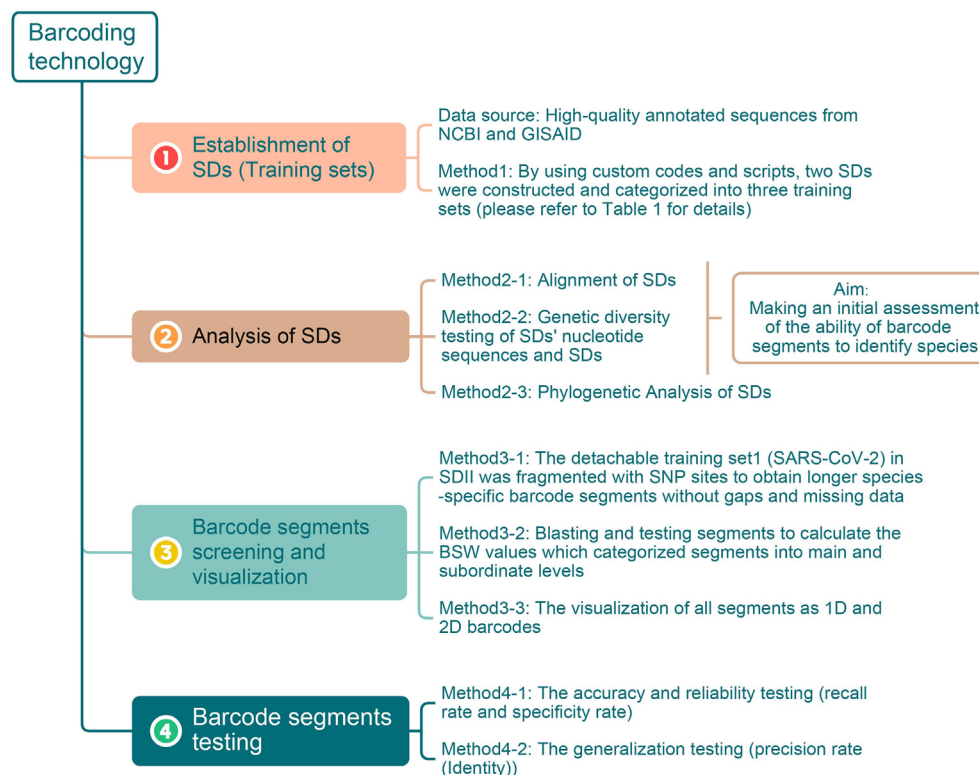 Barcoding
technology
1
Establishment of
SDs (Training sets)
Data source: High-quality annotated sequences from
NCBI and GISAID
Method1: By using custom codes and scripts, two SDs
were constructed and categorized into three training
sets (please refer to Table 1 for details)
2
Analysis of SDs
Method2-1: Alignment of SDs
Method2-2: Genetic diversity
testing of SDs' nucleotide
sequences and SDs
Method2-3: Phylogenetic Analysis of SDs
Aim:
Making an initial assessment
of the ability of barcode
segments to identify species
3
Barcode segments
screening and
visualization
Method3-1: The detachable training set1 (SARS-CoV-2) in
SDII was fragmented with SNP sites to obtain longer species
-specific barcode segments without gaps and missing data
Method3-2: Blasting and testing segments to calculate the
BSW values which categorized segments into main and
subordinate levels
Method3-3: The visualization of all segments as 1D and
2D barcodes
4
Barcode segments
testing
Method4-1: The accuracy and reliability testing (recall
rate and specificity rate)
Method4-2: The generalization testing (precision rate
(Identity))